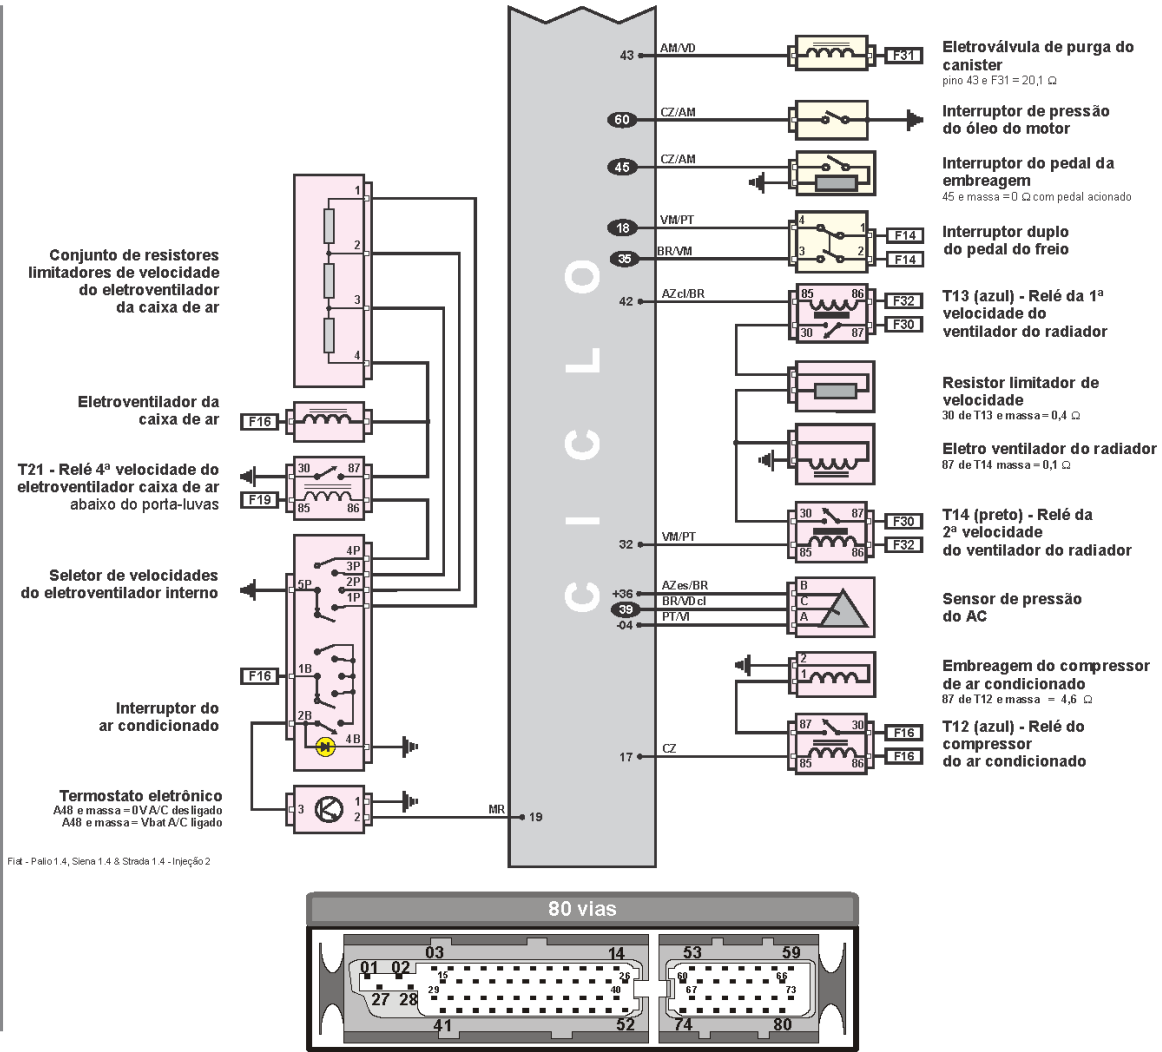 43
AM/VD
F31
Eletroválvula de purga do
canister
pino 43 e F31 = 20,1 Ω
60
CZ/AM
Interruptor de pressão
do óleo do motor
45
CZ/AM
Interruptor do pedal da
embreagem
45 e massa = 0 Ω com pedal acionado
18
VM/PT
4
1
F14
35
BR/VM
3
2
F14
Interruptor duplo
do pedal do freio
42
AZcl/BR
85
86
F32
30
87
F30
T13 (azul) - Relé da 1ª
velocidade do
ventilador do radiador
Resistor limitador de
velocidade
30 de T13 e massa = 0,4 Ω
Eletro ventilador do radiador
87 de T14 massa = 0,1 Ω
30
87
F30
32
VM/PT
85
86
F32
T14 (preto) - Relé da
2ª velocidade
do ventilador do radiador
+36
AZes/BR
B
39
BR/VDcl
C
-04
PT/VI
A
Sensor de pressão
do AC
2
1
Embreagem do compressor
de ar condicionado
87 de T12 e massa = 4,6 Ω
87
30
F16
17
CZ
85
86
F16
T12 (azul) - Relé do
compressor
do ar condicionado
CICLO
Conjunto de resistores
limitadores de velocidade
do eletroventilador
da caixa de ar
1
2
3
4
Eletroventilador da
caixa de ar
F16
T21 - Relé 4ª velocidade do
eletroventilador caixa de ar
abaixo do porta-luvas
30
87
F19
85
86
Seletor de velocidades
do eletroventilador interno
4P
3P
5P
2P
1P
F16
1B
Interruptor do
ar condicionado
2B
4B
Termostato eletrônico
A48 e massa = 0V A/C desligado
A48 e massa = Vbat A/C ligado
3
1
2
MR
19
Fiat - Palio 1.4, Siena 1.4 & Strada 1.4 - Injeção 2
80 vias
03
14
53
59
01
02
15
26
60
66
27
28
29
40
67
73
41
52
74
80